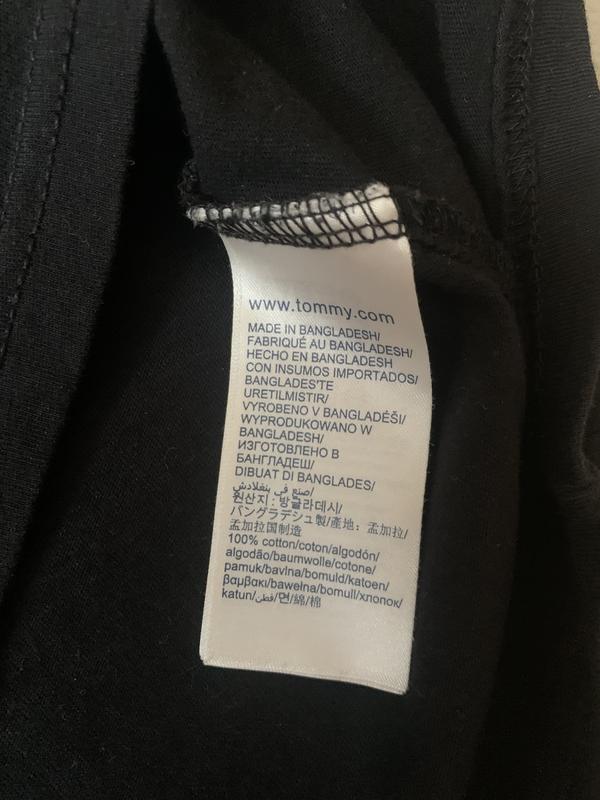 www.tommy.com
MADE IN BANGLADESH/
FABRIQUÉ AU BANGLADESH/
HECHO EN BANGLADESH
CON INSUMOS IMPORTADOS/
BANGLADES'TE
URETILMISTIR/
VYROBENO V BANGLADÉŠI/
WYPRODUKOWANO W
BANGLADESH/
ИЗГОТОВЛЕНО В
БАНГЛАДЕШ/
DIBUAT DI BANGLADES/
صنع في بنغلادش/
원산지 : 방글라데시/
バングラデシュ製/產地: 孟加拉/
孟加拉国制造
100% cotton/coton/algodón/
algodão/baumwolle/cotone/
pamuk/bavlna/bomuld/katoen/
βαμβακι/bawełna/bomull/хлопок/
katun/قطن/면/綿/棉